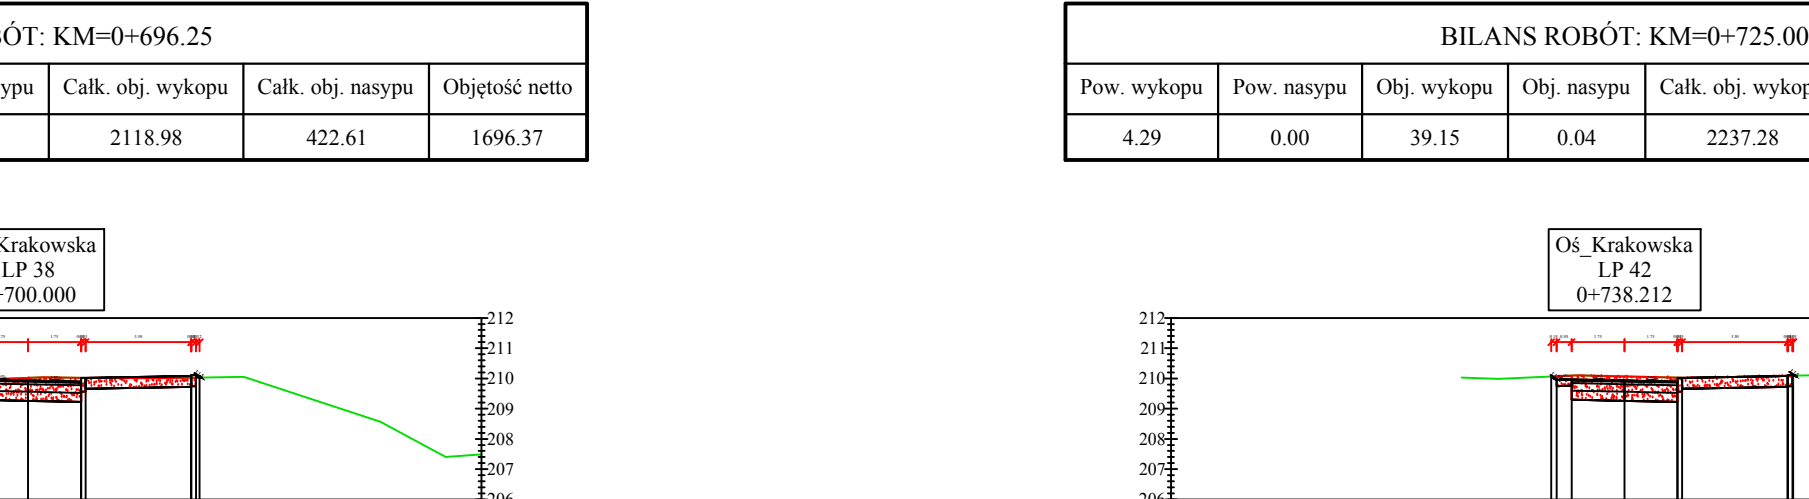 ÓT: KM=0+696.25
ypu Całk. obj. wykopu Całk. obj. nasypu Objętość netto
2118.98 422.61 1696.37
BILANS ROBÓT: KM=0+725.00
Pow. wykopu Pow. nasypu Obj. wykopu Obj. nasypu Całk. obj. wykop
4.29 0.00 39.15 0.04 2237.28
Krakowska
LP 38
+700.000
212
211
210
209
208
207
206
Oś_Krakowska
LP 42
0+738.212
212
211
210
209
208
207
206